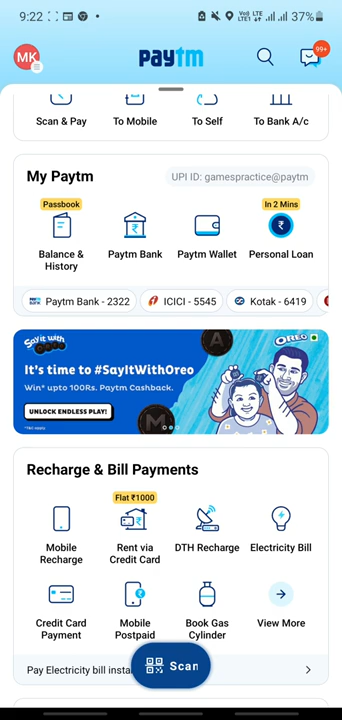 9:22
VoI) LTE
LTE1
37%
MK
paytm
99+
Scan & Pay
To Mobile
To Self
To Bank A/c
My Paytm
UPI ID: gamespractice@paytm
Passbook
In 2 Mins
Balance & History
Paytm Bank
Paytm Wallet
Personal Loan
Paytm Bank - 2322
ICICI - 5545
Kotak - 6419
Say it with
OREO
It's time to #SayItWithOreo
Win* upto 100Rs. Paytm Cashback.
UNLOCK ENDLESS PLAY!
A
M
Recharge & Bill Payments
Flat ₹1000
Mobile Recharge
Rent via Credit Card
DTH Recharge
Electricity Bill
Credit Card Payment
Mobile Postpaid
Book Gas Cylinder
View More
Pay Electricity bill insta
Scan